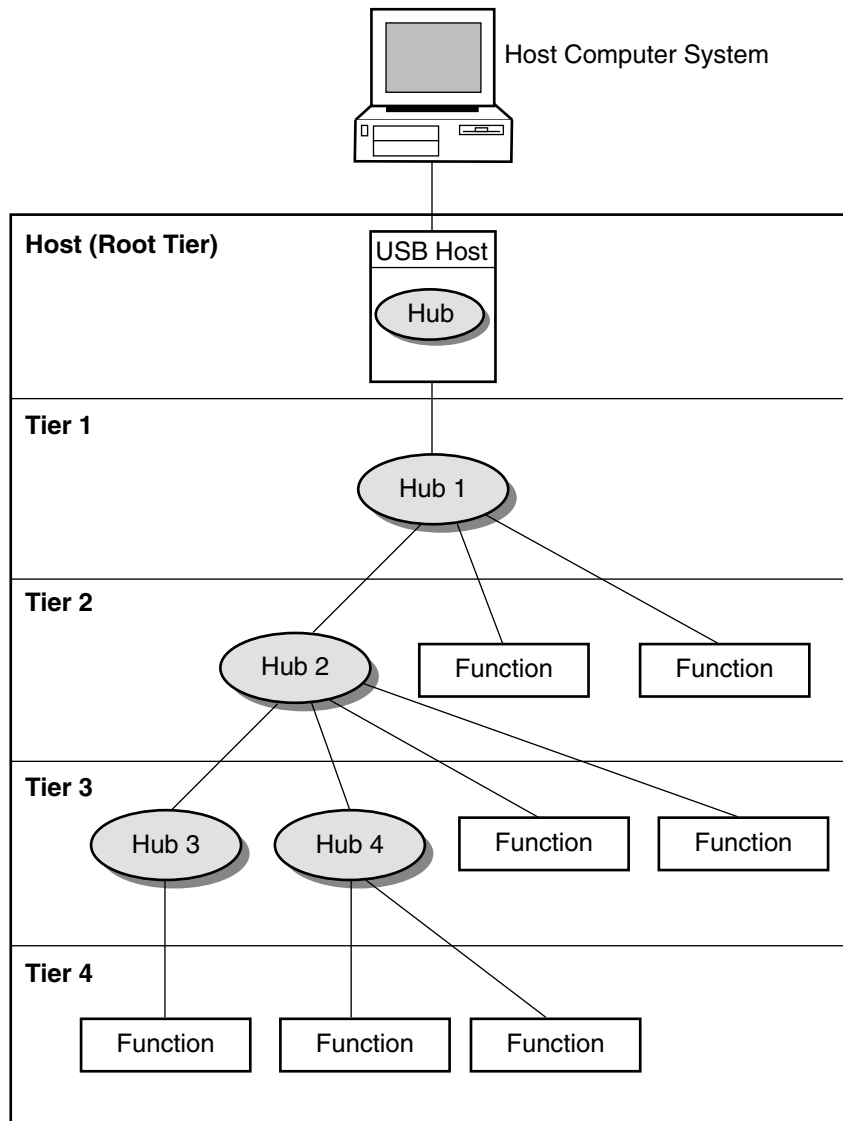 Host Computer System
Host (Root Tier)
USB Host
Hub
Tier 1
Hub 1
Tier 2
Hub 2
Function
Function
Tier 3
Hub 3
Hub 4
Function
Function
Tier 4
Function
Function
Function